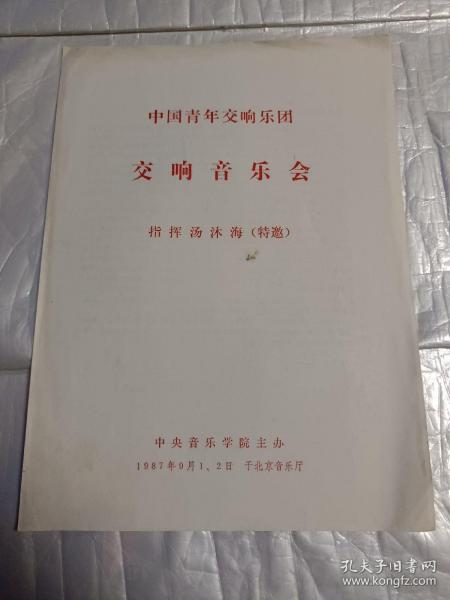 中国青年交响乐团
交响音乐会
指挥汤沐海（特邀）
中央音乐学院主办
1987年9月1、2日 于北京音乐厅
孔夫子旧书网
www.kongfz.com